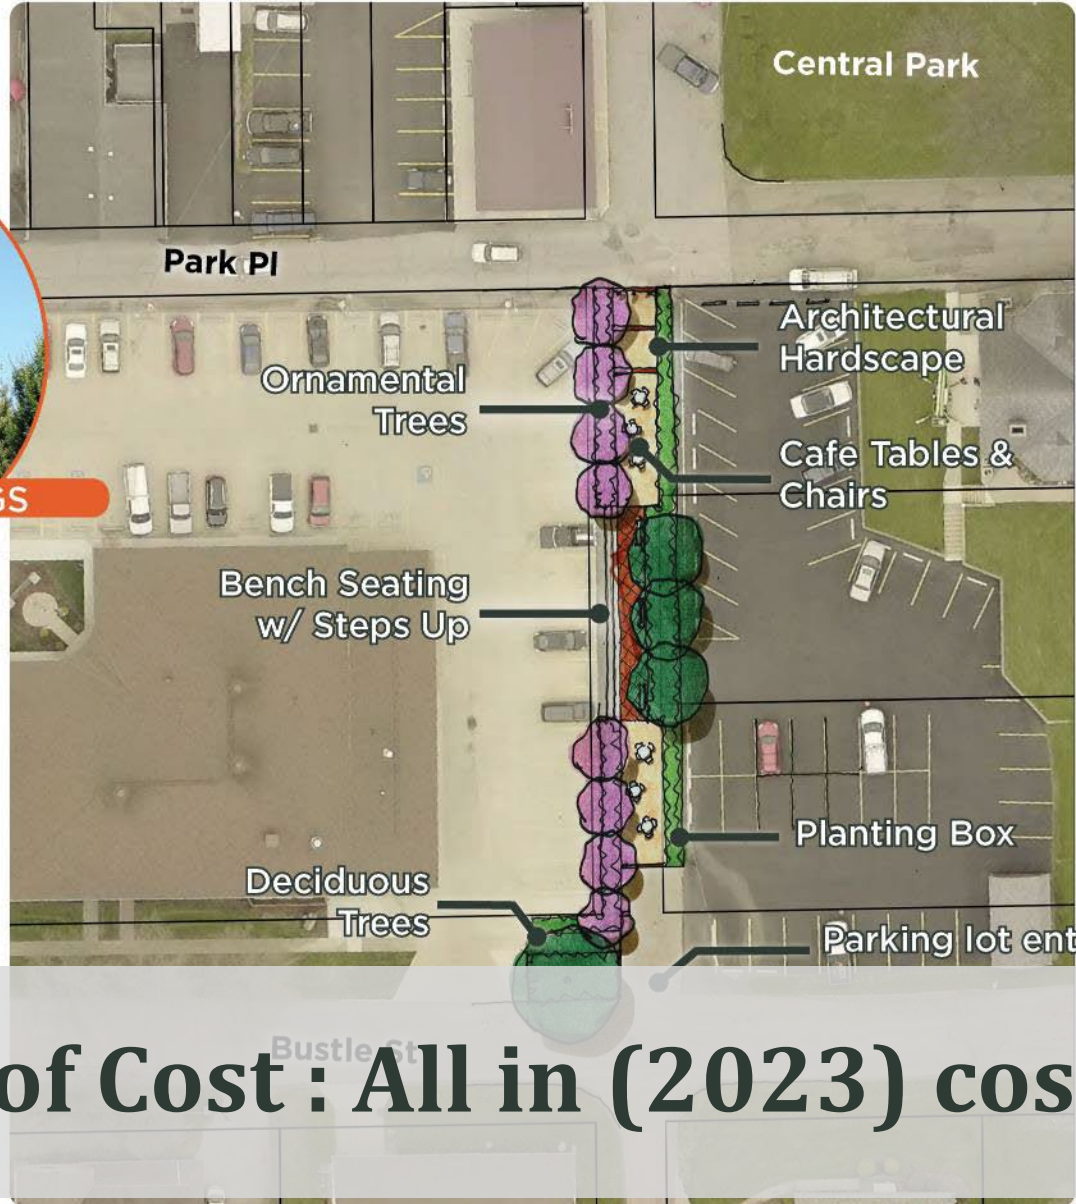 Central Park
Park Pl
Architectural
Hardscape
Ornamental
Trees
Cafe Tables &
Chairs
GS
Bench Seating
w/ Steps Up
Planting Box
Deciduous
Trees
Parking lot ent
Bustle St
of Cost : All in (2023) cos